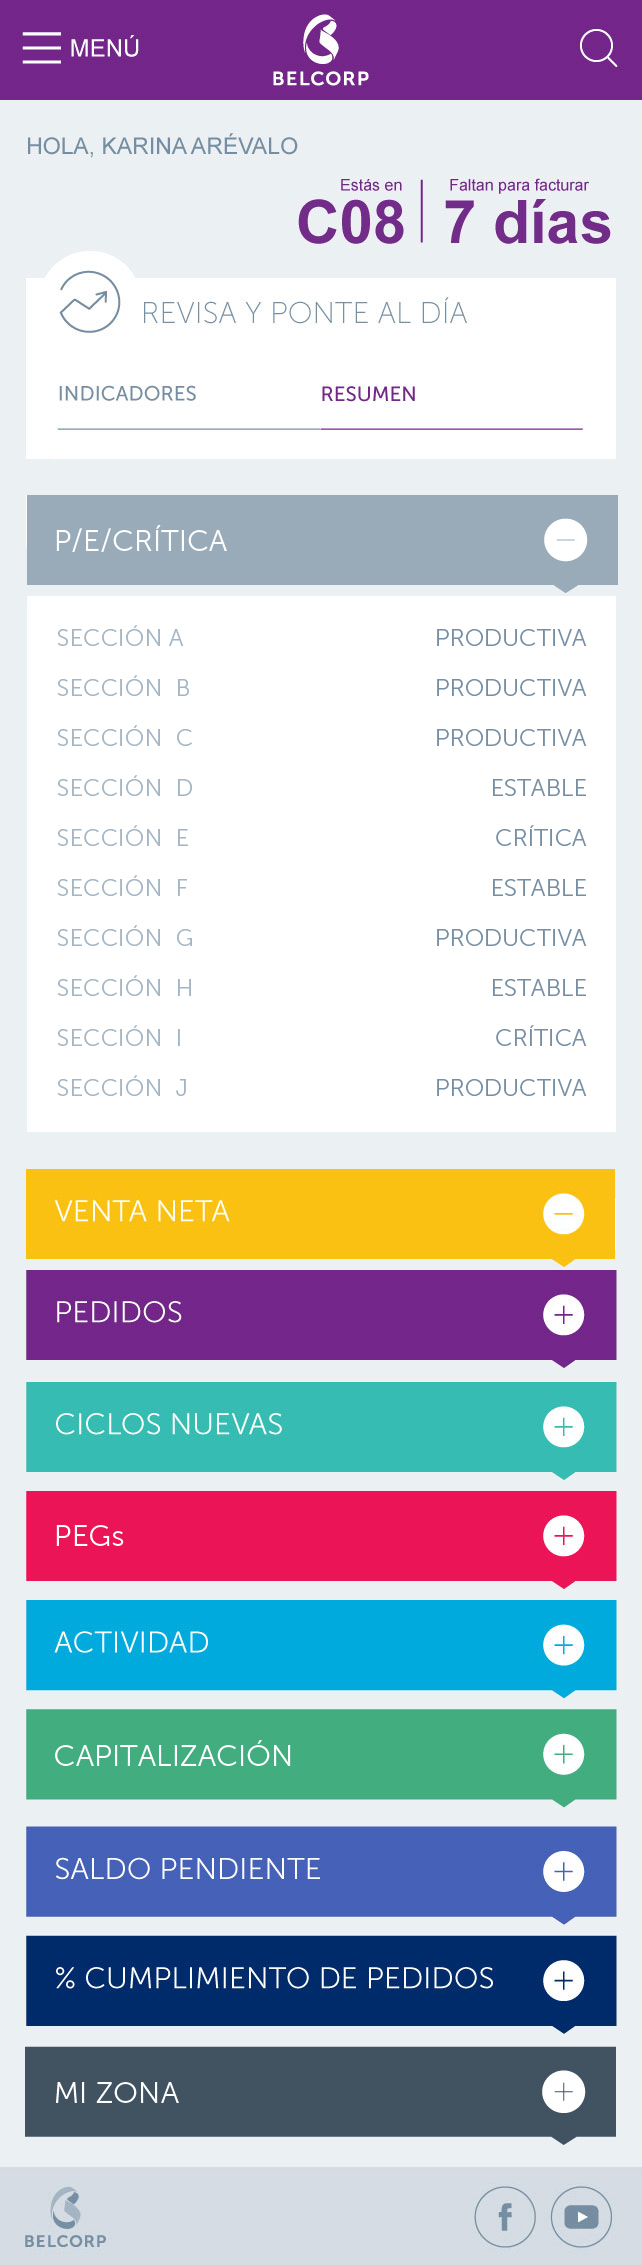 MENÚ
BELCORP
HOLA, KARINA ARÉVALO
Estás en
C08
Faltan para facturar
7 días
REVISA Y PONTE AL DÍA
INDICADORES RESUMEN
P/E/CRÍTICA
SECCIÓN A PRODUCTIVA
SECCIÓN B PRODUCTIVA
SECCIÓN C PRODUCTIVA
SECCIÓN D ESTABLE
SECCIÓN E CRÍTICA
SECCIÓN F ESTABLE
SECCIÓN G PRODUCTIVA
SECCIÓN H ESTABLE
SECCIÓN I CRÍTICA
SECCIÓN J PRODUCTIVA
VENTA NETA
PEDIDOS
CICLOS NUEVAS
PEGs
ACTIVIDAD
CAPITALIZACIÓN
SALDO PENDIENTE
% CUMPLIMIENTO DE PEDIDOS
MI ZONA
BELCORP